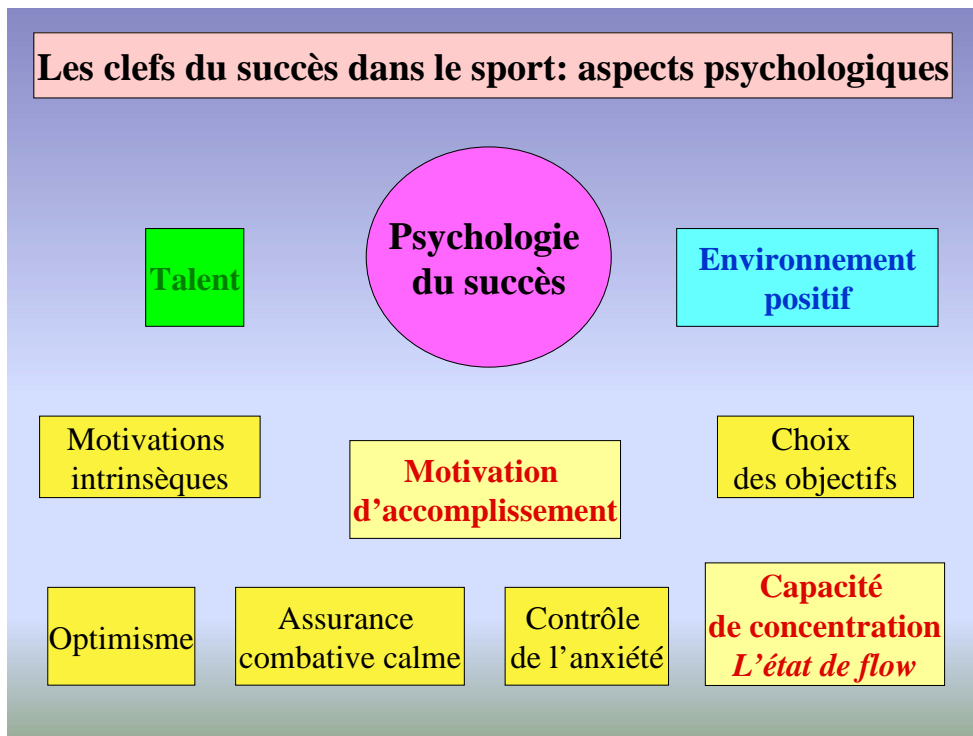 Les clefs du succès dans le sport: aspects psychologiques
Psychologie
du succès
Talent
Environnement
positif
Motivations
intrinsèques
Motivation
d’accomplissement
Choix
des objectifs
Optimisme
Assurance
combative calme
Contrôle
de l’anxiété
Capacité
de concentration
L’état de flow